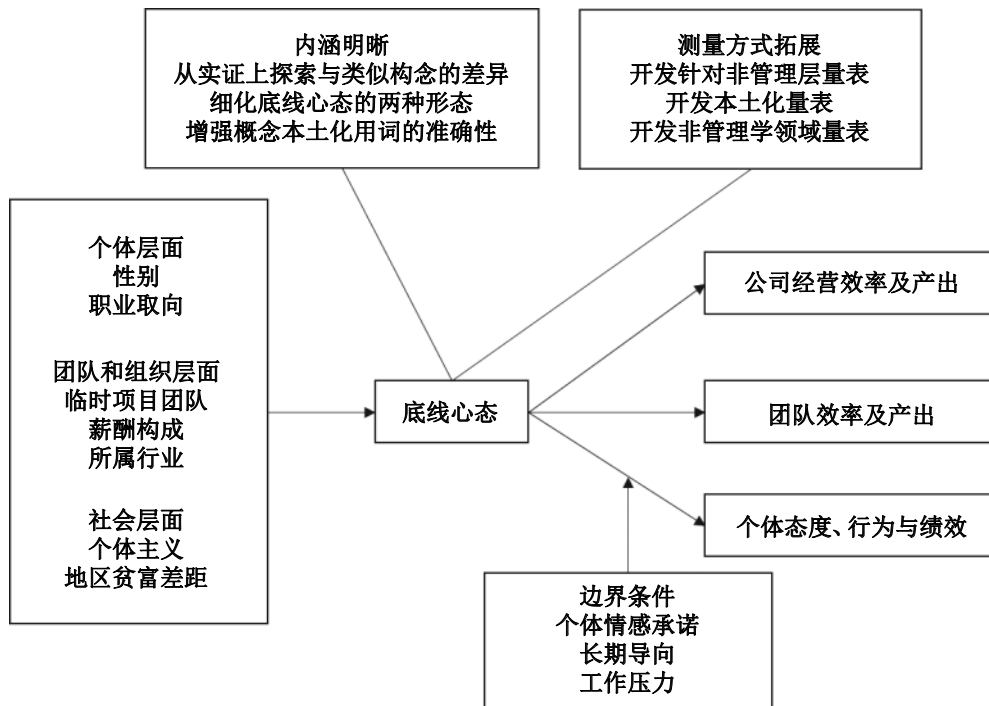 内涵明晰
从实证上探索与类似构念的差异
细化底线心态的两种形态
增强概念本土化用词的准确性
测量方式拓展
开发针对非管理层量表
开发本土化量表
开发非管理学领域量表
个体层面
性别
职业取向
团队和组织层面
临时项目团队
薪酬构成
所属行业
社会层面
个体主义
地区贫富差距
底线心态
公司经营效率及产出
团队效率及产出
个体态度、行为与绩效
边界条件
个体情感承诺
长期导向
工作压力